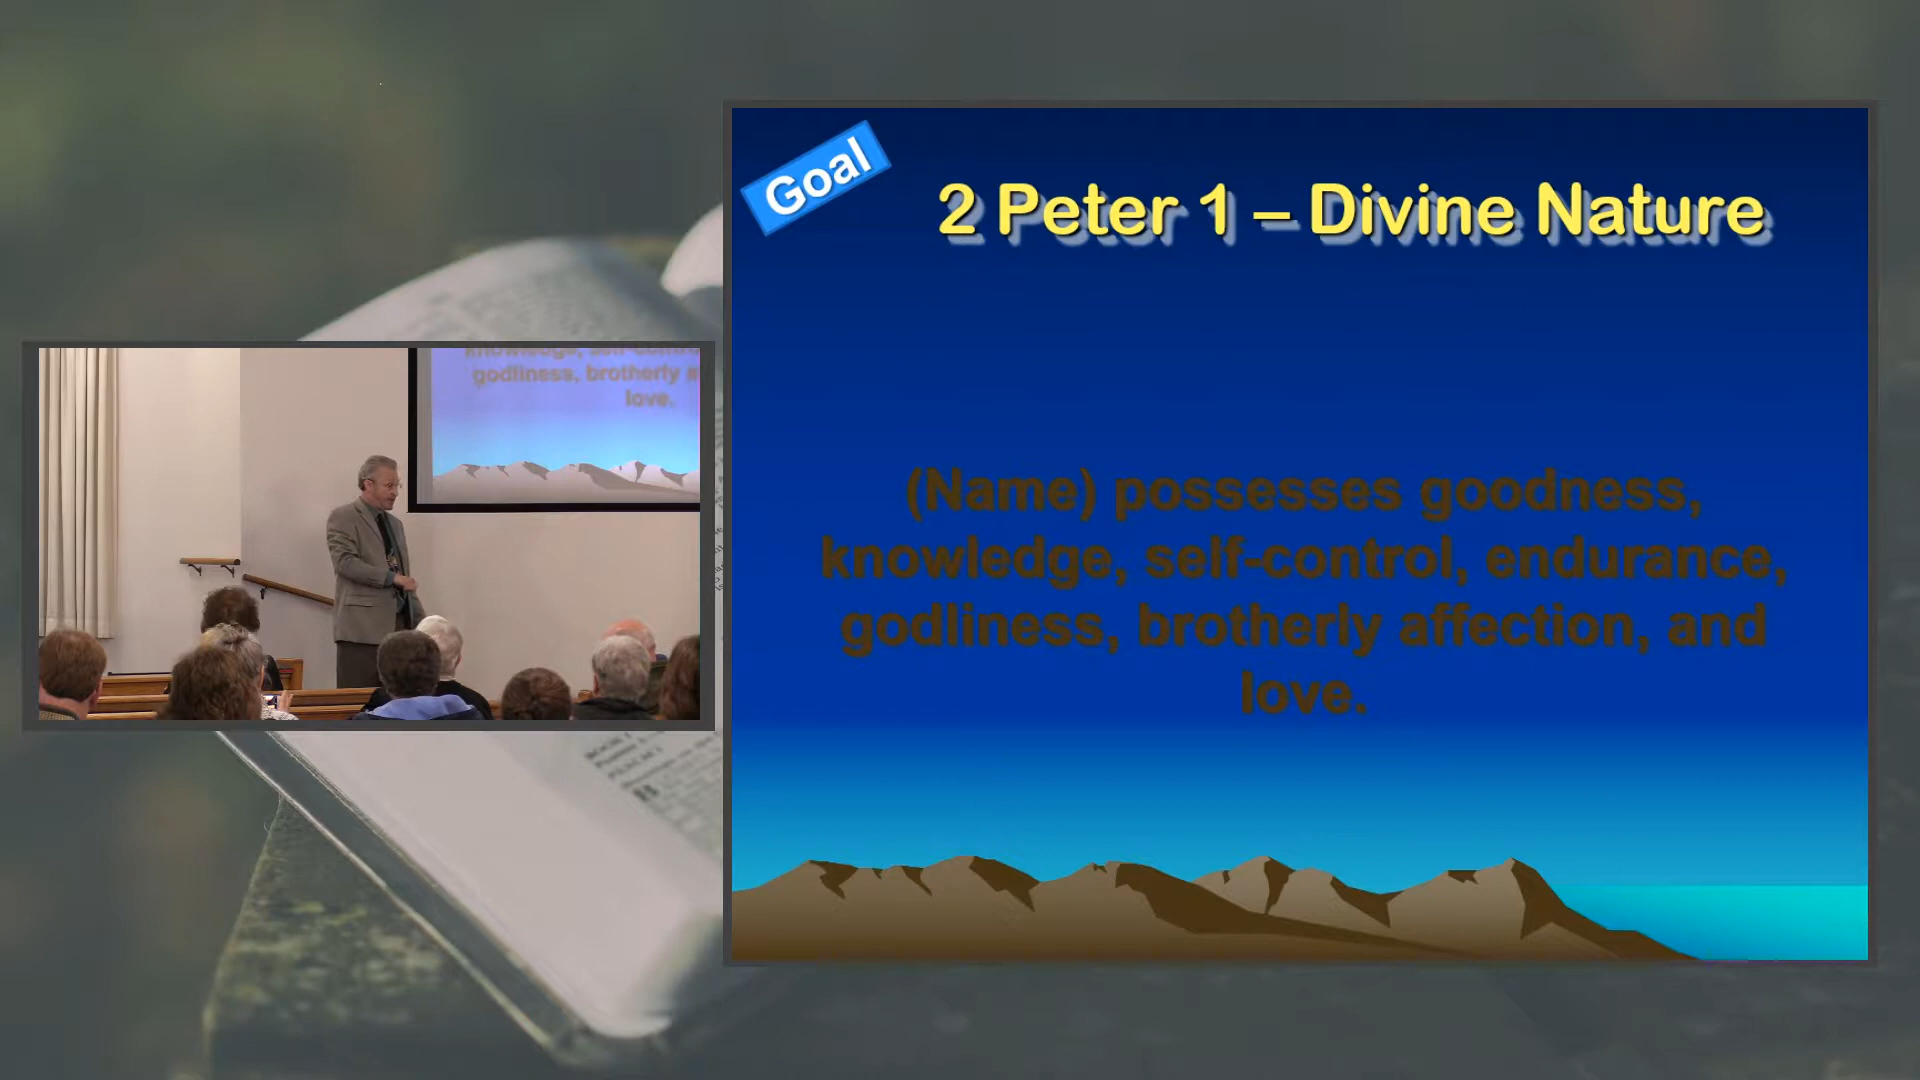 Goal
2 Peter 1 – Divine Nature
(Name) possesses goodness,
knowledge, self-control, endurance,
godliness, brotherly affection, and
love.
godliness, brotherly
love.